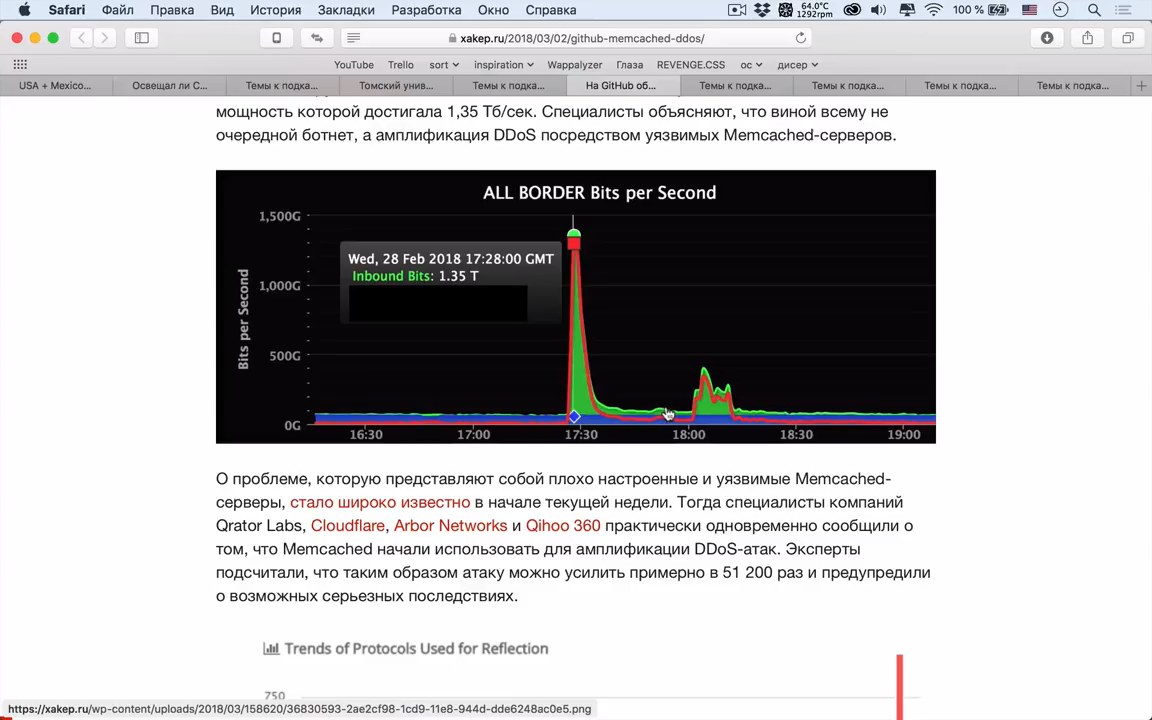 Safari Файл Правка Вид История Закладки Разработка Окно Справка 64.0°C 1292rpm 100 %
xakep.ru/2018/03/02/github-memcached-ddos/
YouTube Trello sort inspiration Wappalyzer Глаза REVENGE.CSS ос дисер
USA + Mexico... Освещал ли С... Темы к подка... Томский унив... Темы к подка... На GitHub об... Темы к подка... Темы к подка... Темы к подка... Темы к подка...
мощность которой достигала 1,35 Тб/сек. Специалисты объясняют, что виной всему не
очередной ботнет, а амплификация DDoS посредством уязвимых Memcached-серверов.
ALL BORDER Bits per Second
1,500G
Wed, 28 Feb 2018 17:28:00 GMT
Inbound Bits: 1.35 T
1,000G
Bits per Second
500G
0G
16:30 17:00 17:30 18:00 18:30 19:00
О проблеме, которую представляют собой плохо настроенные и уязвимые Memcached-
серверы, стало широко известно в начале текущей недели. Тогда специалисты компаний
Qrator Labs, Cloudflare, Arbor Networks и Qihoo 360 практически одновременно сообщили о
том, что Memcached начали использовать для амплификации DDoS-атак. Эксперты
подсчитали, что таким образом атаку можно усилить примерно в 51 200 раз и предупредили
о возможных серьезных последствиях.
Trends of Protocols Used for Reflection
750
https://xakep.ru/wp-content/uploads/2018/03/158620/36830593-2ae2cf98-1cd9-11e8-944d-dde6248ac0e5.png